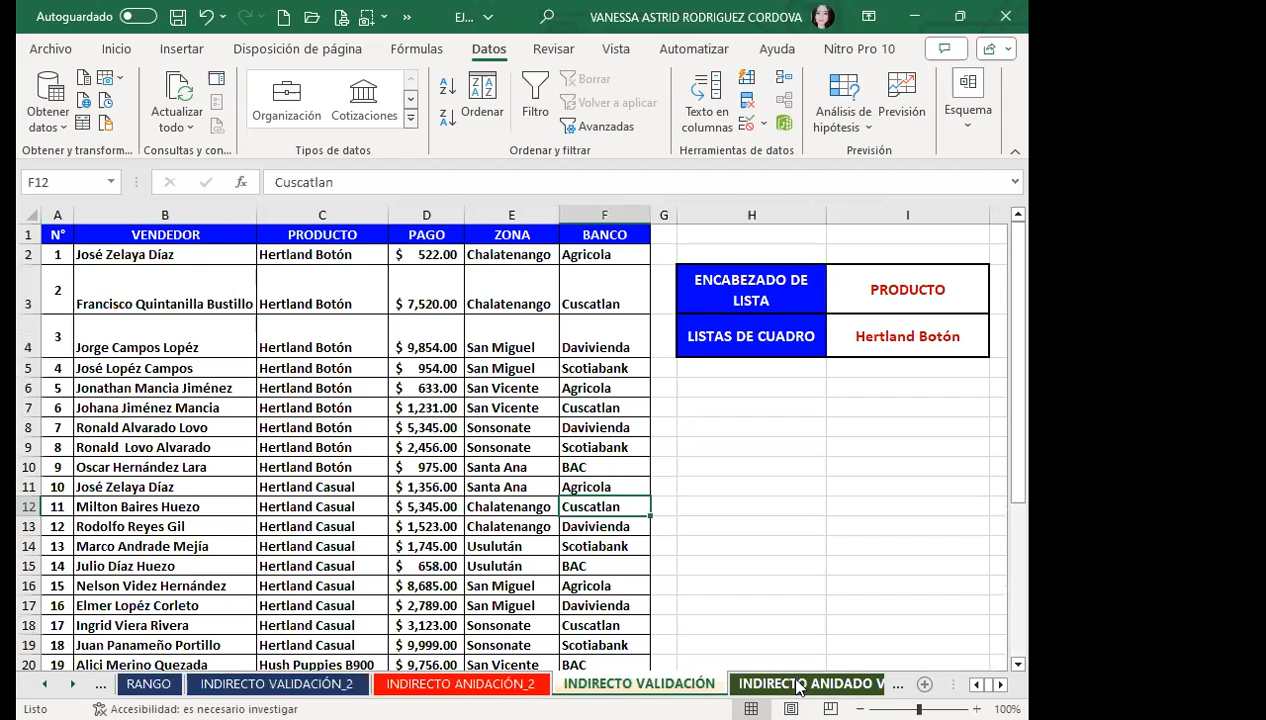 Autoguardado
EJ...
VANESSA ASTRID RODRIGUEZ CORDOVA
Archivo Inicio Insertar Disposición de página Fórmulas Datos Revisar Vista Automatizar Ayuda Nitro Pro 10
Obtener datos
Actualizar todo
Organización
Cotizaciones
Ordenar
Filtro
Borrar
Volver a aplicar
Avanzadas
Texto en columnas
Análisis de hipótesis
Previsión
Esquema
Obtener y transform...
Consultas y con...
Tipos de datos
Ordenar y filtrar
Herramientas de datos
Previsión
F12 fx Cuscatlan
A B C D E F G H I
1 N° VENDEDOR PRODUCTO PAGO ZONA BANCO
2 1 José Zelaya Díaz Hertland Botón $ 522.00 Chalatenango Agricola
3 2 Francisco Quintanilla Bustillo Hertland Botón $ 7,520.00 Chalatenango Cuscatlan
ENCABEZADO DE LISTA PRODUCTO
4 3 Jorge Campos Lopéz Hertland Botón $ 9,854.00 San Miguel Davivienda
LISTAS DE CUADRO Hertland Botón
5 4 José Lopéz Campos Hertland Botón $ 954.00 San Miguel Scotiabank
6 5 Jonathan Mancia Jiménez Hertland Botón $ 633.00 San Vicente Agricola
7 6 Johana Jiménez Mancia Hertland Botón $ 1,231.00 San Vicente Cuscatlan
8 7 Ronald Alvarado Lovo Hertland Botón $ 5,345.00 Sonsonate Davivienda
9 8 Ronald Lovo Alvarado Hertland Botón $ 2,456.00 Sonsonate Scotiabank
10 9 Oscar Hernández Lara Hertland Botón $ 975.00 Santa Ana BAC
11 10 José Zelaya Díaz Hertland Casual $ 1,356.00 Santa Ana Agricola
12 11 Milton Baires Huezo Hertland Casual $ 5,345.00 Chalatenango Cuscatlan
13 12 Rodolfo Reyes Gil Hertland Casual $ 1,523.00 Chalatenango Davivienda
14 13 Marco Andrade Mejía Hertland Casual $ 1,745.00 Usulután Scotiabank
15 14 Julio Díaz Huezo Hertland Casual $ 658.00 Usulután BAC
16 15 Nelson Videz Hernández Hertland Casual $ 8,685.00 San Miguel Agricola
17 16 Elmer Lopéz Corleto Hertland Casual $ 2,789.00 San Miguel Davivienda
18 17 Ingrid Viera Rivera Hertland Casual $ 3,123.00 Sonsonate Cuscatlan
19 18 Juan Panameño Portillo Hertland Casual $ 9,999.00 Sonsonate Scotiabank
20 19 Alici Merino Quezada Hush Puppies B900 $ 9,756.00 San Vicente BAC
... RANGO INDIRECTO VALIDACIÓN_2 INDIRECTO ANIDACIÓN_2 INDIRECTO VALIDACIÓN INDIRECTO ANIDADO V ...
Listo Accesibilidad: es necesario investigar 100%